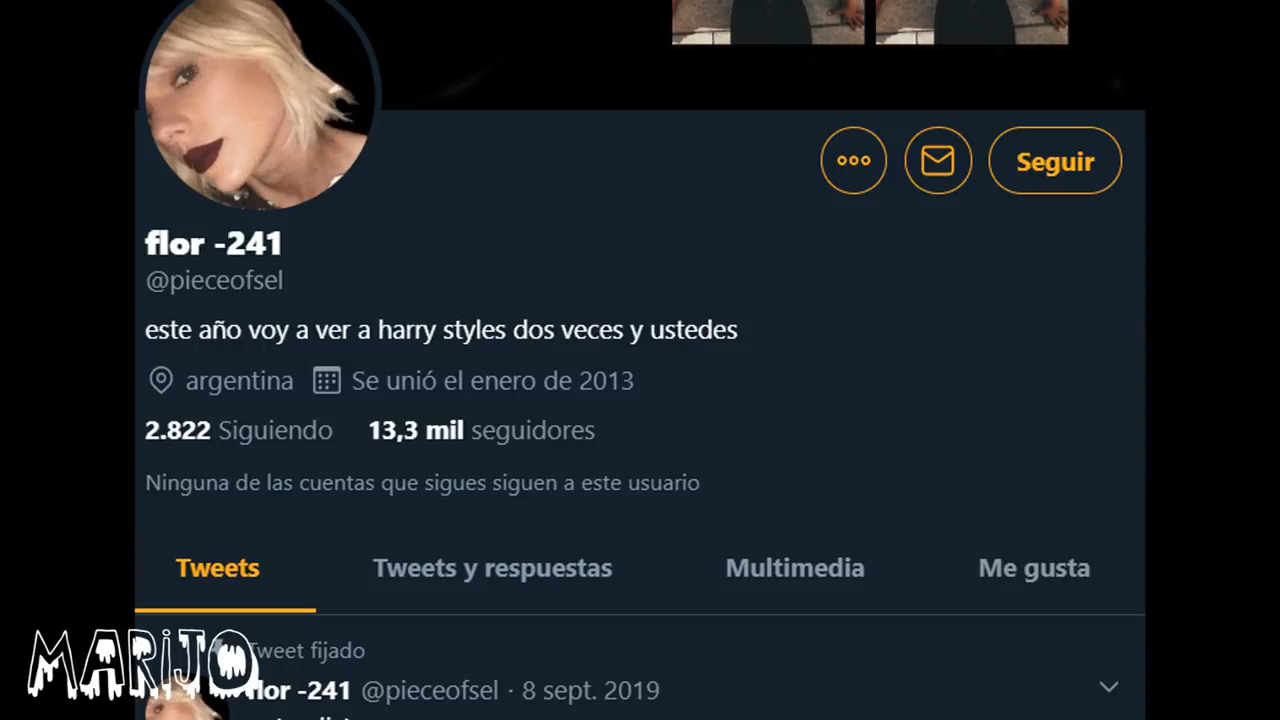 Seguir
flor -241
@pieceofsel
este año voy a ver a harry styles dos veces y ustedes
argentina Se unió el enero de 2013
2.822 Siguiendo 13,3 mil seguidores
Ninguna de las cuentas que sigues siguen a este usuario
Tweets Tweets y respuestas Multimedia Me gusta
Tweet fijado
flor -241 @pieceofsel · 8 sept. 2019
MARiJO